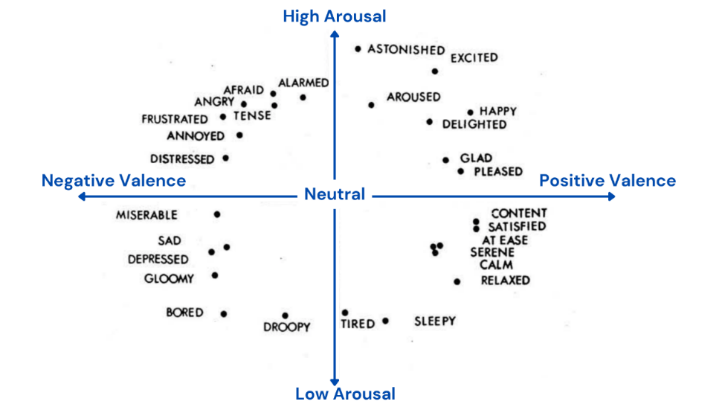 High Arousal
ASTONISHED
EXCITED
ALARMED
AFRAID
AROUSED
ANGRY
HAPPY
FRUSTRATED
TENSE
DELIGHTED
ANNOYED
DISTRESSED
GLAD
PLEASED
Negative Valence
Positive Valence
Neutral
MISERABLE
CONTENT
SATISFIED
SAD
AT EASE
DEPRESSED
SERENE
CALM
GLOOMY
RELAXED
BORED
DROOPY
TIRED
SLEEPY
Low Arousal